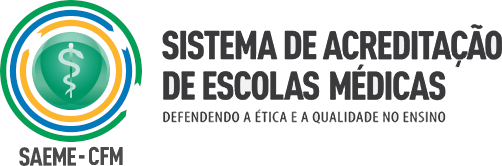 SISTEMA DE ACREDITAÇÃO
DE ESCOLAS MÉDICAS
DEFENDENDO A ÉTICA E A QUALIDADE NO ENSINO
SAEME-CFM